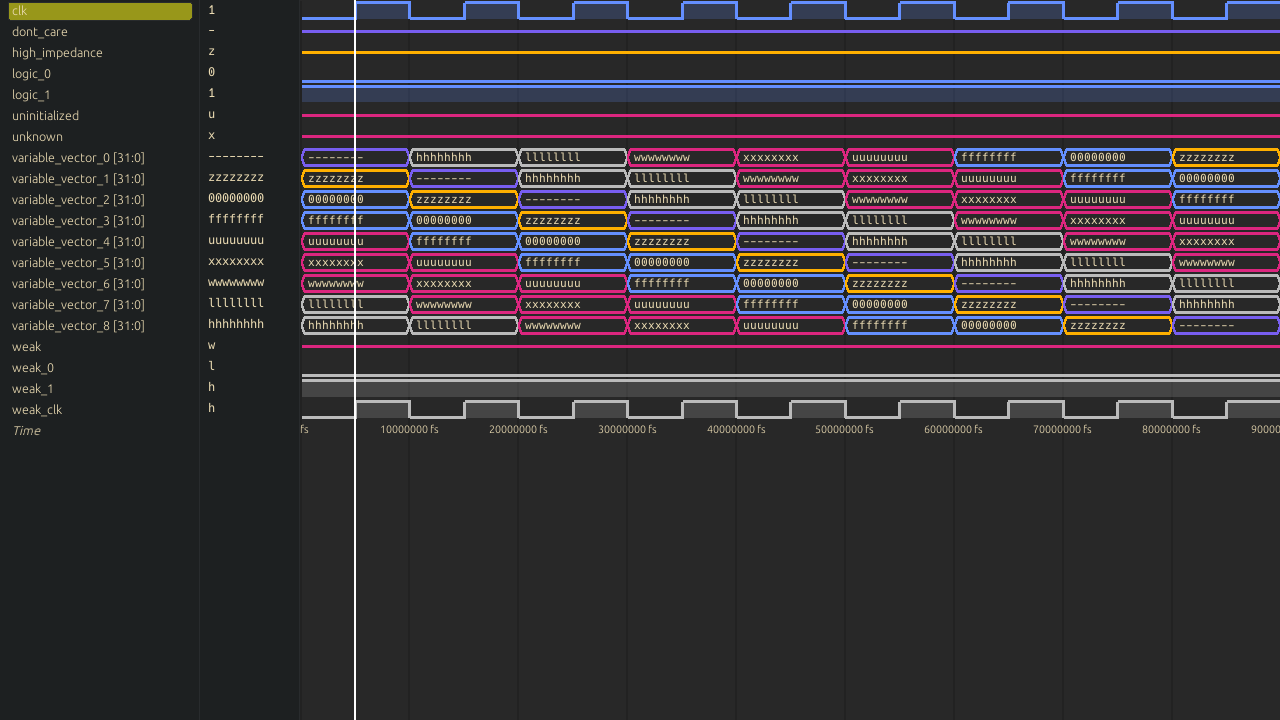 clk 1
dont_care -
high_impedance z
logic_0 0
logic_1 1
uninitialized u
unknown x
variable_vector_0 [31:0] -------- -------- hhhhhhhh llllllll wwwwwwww xxxxxxxx uuuuuuuu ffffffff 00000000 zzzzzzzz
variable_vector_1 [31:0] zzzzzzzz zzzzzzzz -------- hhhhhhhh llllllll wwwwwwww xxxxxxxx uuuuuuuu ffffffff 00000000
variable_vector_2 [31:0] 00000000 00000000 zzzzzzzz -------- hhhhhhhh llllllll wwwwwwww xxxxxxxx uuuuuuuu ffffffff
variable_vector_3 [31:0] ffffffff ffffffff 00000000 zzzzzzzz -------- hhhhhhhh llllllll wwwwwwww xxxxxxxx uuuuuuuu
variable_vector_4 [31:0] uuuuuuuu uuuuuuuu ffffffff 00000000 zzzzzzzz -------- hhhhhhhh llllllll wwwwwwww xxxxxxxx
variable_vector_5 [31:0] xxxxxxxx xxxxxxxx uuuuuuuu ffffffff 00000000 zzzzzzzz -------- hhhhhhhh llllllll wwwwwwww
variable_vector_6 [31:0] wwwwwwww wwwwwwww xxxxxxxx uuuuuuuu ffffffff 00000000 zzzzzzzz -------- hhhhhhhh llllllll
variable_vector_7 [31:0] llllllll llllllll wwwwwwww xxxxxxxx uuuuuuuu ffffffff 00000000 zzzzzzzz -------- hhhhhhhh
variable_vector_8 [31:0] hhhhhhhh hhhhhhhh llllllll wwwwwwww xxxxxxxx uuuuuuuu ffffffff 00000000 zzzzzzzz --------
weak w
weak_0 l
weak_1 h
weak_clk h
Time fs 10000000 fs 20000000 fs 30000000 fs 40000000 fs 50000000 fs 60000000 fs 70000000 fs 80000000 fs 900000